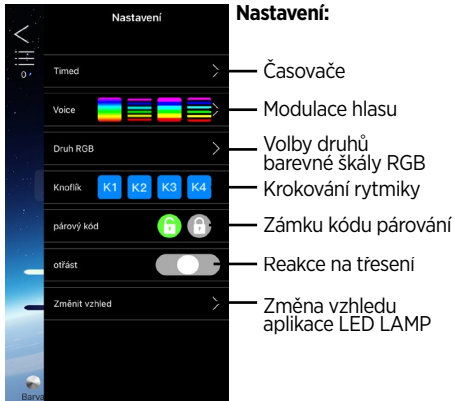 Nastavení
Nastavení:
0
Timed
Časovače
Voice
Modulace hlasu
Druh RGB
Volby druhů
barevné škály RGB
Knoflík K1 K2 K3 K4
Krokování rytmiky
párový kód
Zámku kódu párování
otřást
Reakce na třesení
Změnit vzhled
Změna vzhledu
aplikace LED LAMP
Barva